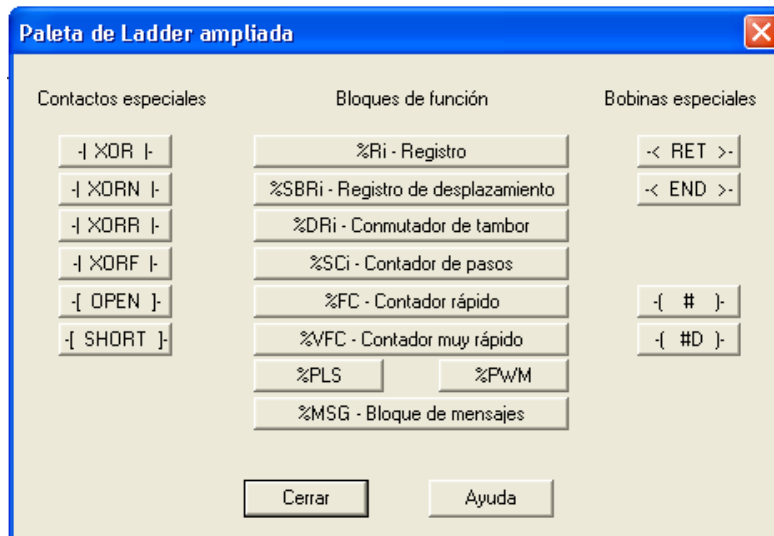 Paleta de Ladder ampliada
Contactos especiales
Bloques de función
Bobinas especiales
-| XOR |-
%Ri - Registro
-< RET >-
-| XORN |-
%SBRi - Registro de desplazamiento
-< END >-
-| XORR |-
%DRi - Conmutador de tambor
-| XORF |-
%SCi - Contador de pasos
-[ OPEN ]-
%FC - Contador rápido
-( # )-
-[ SHORT ]-
%VFC - Contador muy rápido
-( #D )-
%PLS
%PWM
%MSG - Bloque de mensajes
Cerrar
Ayuda